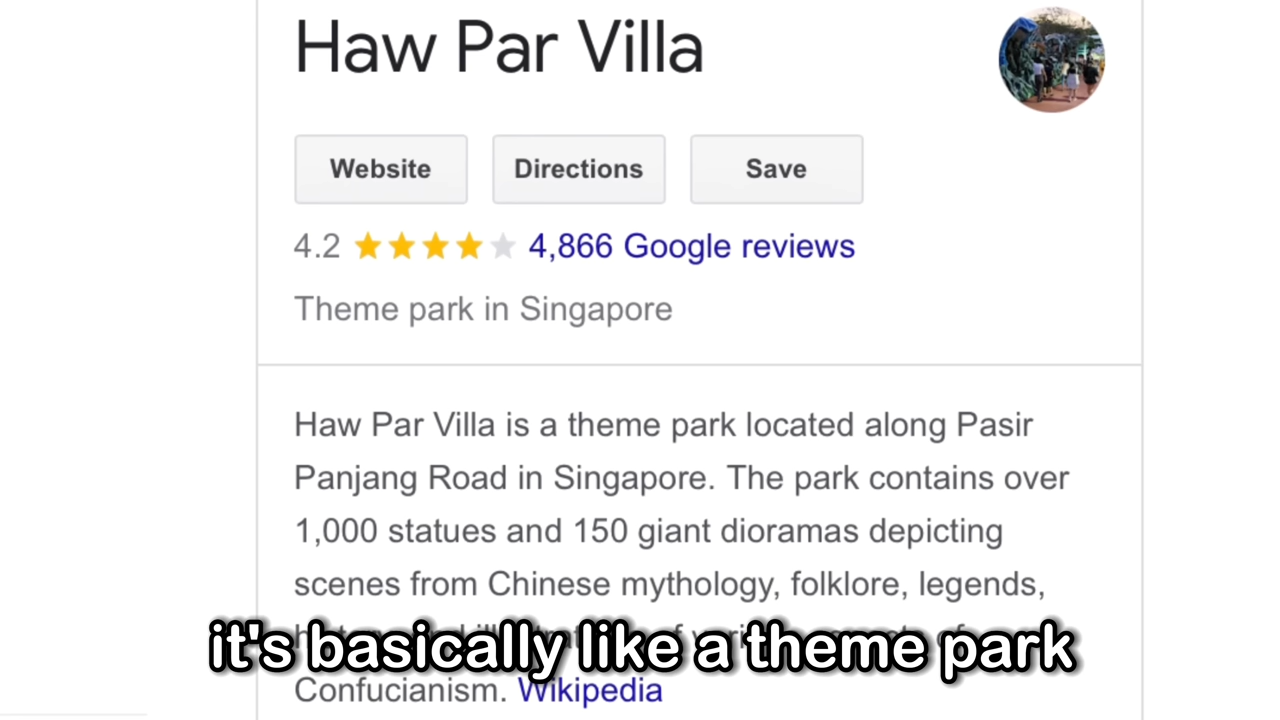 Haw Par Villa
Website Directions Save
4.2 4,866 Google reviews
Theme park in Singapore
Haw Par Villa is a theme park located along Pasir
Panjang Road in Singapore. The park contains over
1,000 statues and 150 giant dioramas depicting
scenes from Chinese mythology, folklore, legends,
it's basically like a theme park
Confucianism. Wikipedia